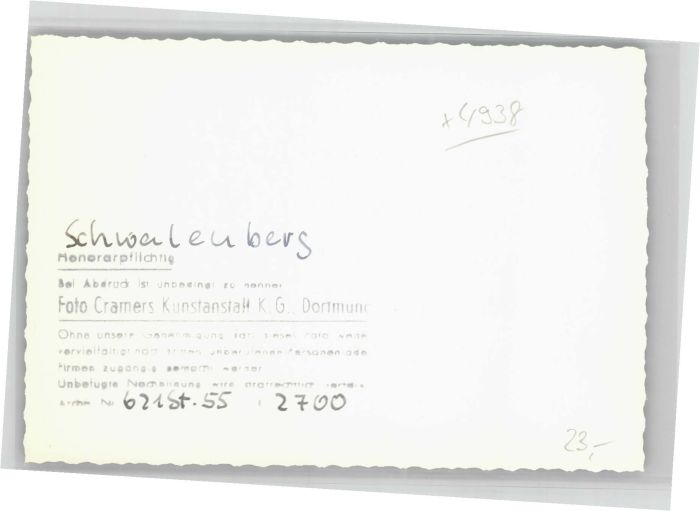 x4938
Schwalenberg
Honorarpflichtig
Bei Abdruck ist unbedingt zu nennen
Foto Cramers Kunstanstalt K.G., Dortmund
Ohne unsere Genehmigung darf dieses Foto weder
vervielfältigt noch dritten unberufenen Personen oder
Firmen zugängig gemacht werden
Unbefugte Nachahmung wird strafrechtlich
Archiv Nr. 621St.55 2700
23,-